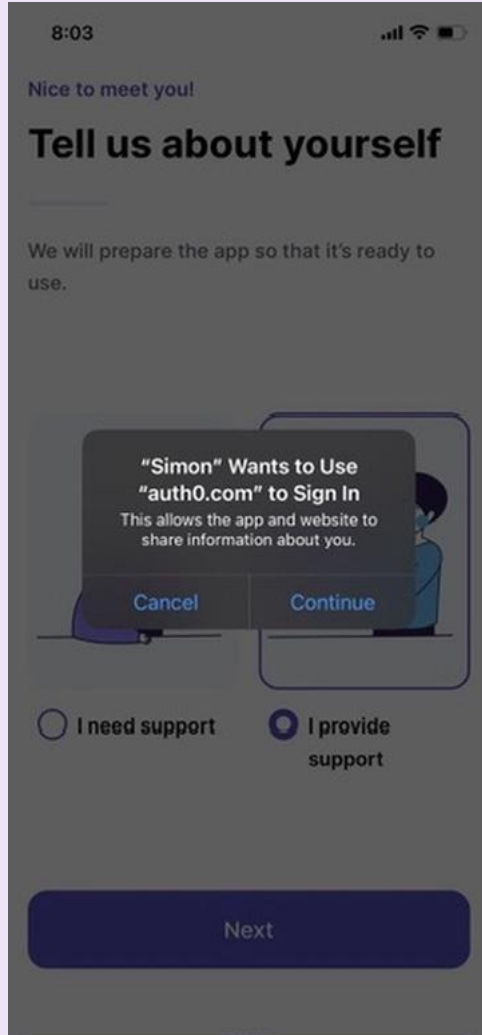 8:03
Nice to meet you!
Tell us about yourself
We will prepare the app so that it's ready to
use.
"Simon" Wants to Use
"auth0.com" to Sign In
This allows the app and website to
share information about you.
Cancel Continue
I need support
I provide
support
Next